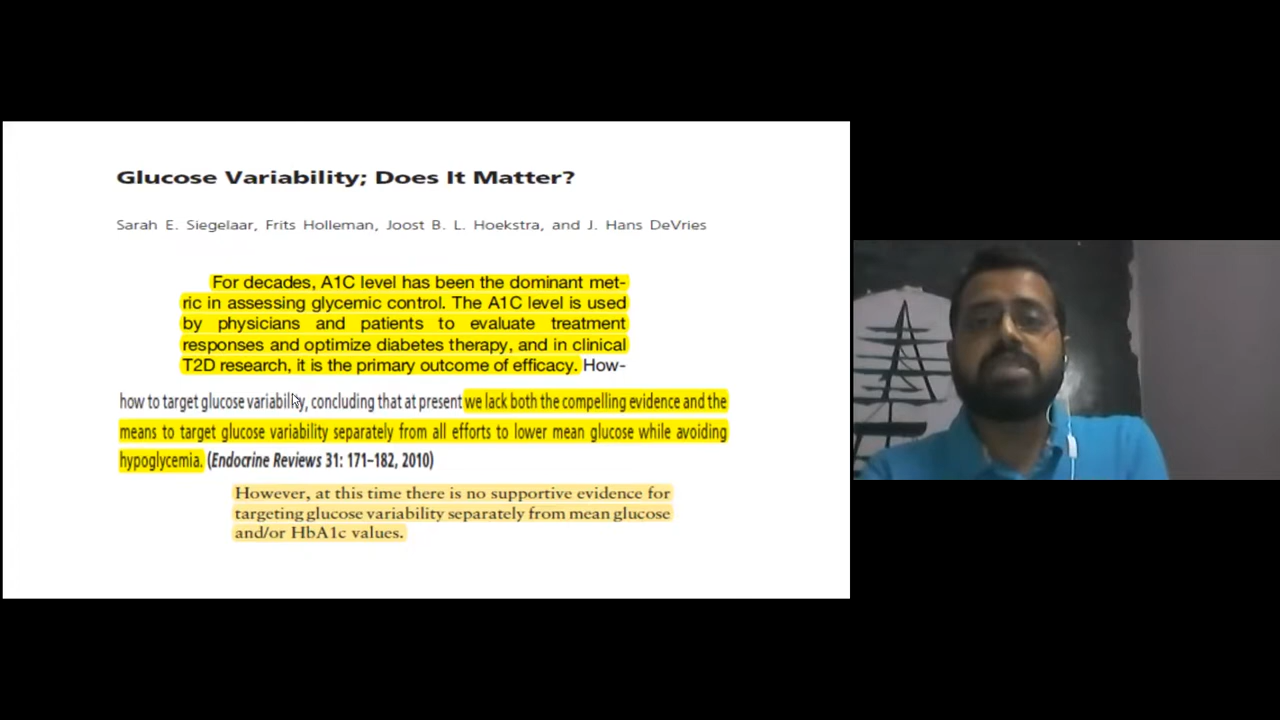 Glucose Variability; Does It Matter?
Sarah E. Siegelaar, Frits Holleman, Joost B. L. Hoekstra, and J. Hans DeVries
For decades, A1C level has been the dominant met-
ric in assessing glycemic control. The A1C level is used
by physicians and patients to evaluate treatment
responses and optimize diabetes therapy, and in clinical
T2D research, it is the primary outcome of efficacy. How-
how to target glucose variability, concluding that at present we lack both the compelling evidence and the
means to target glucose variability separately from all efforts to lower mean glucose while avoiding
hypoglycemia. (Endocrine Reviews 31: 171–182, 2010)
However, at this time there is no supportive evidence for
targeting glucose variability separately from mean glucose
and/or HbA1c values.